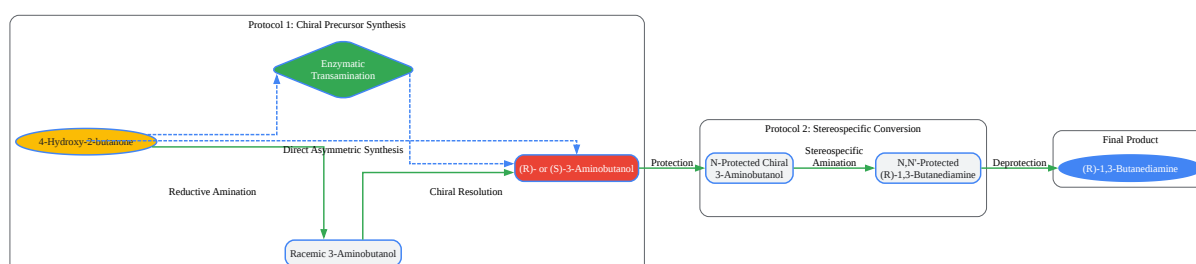 Protocol 1: Chiral Precursor Synthesis
Enzymatic
Transamination
4-Hydroxy-2-butanone
Direct Asymmetric Synthesis
Reductive Amination
Chiral Resolution
(R)- or (S)-3-Aminobutanol
Racemic 3-Aminobutanol
Protection
Protocol 2: Stereospecific Conversion
N-Protected Chiral
3-Aminobutanol
Stereospecific
Amination
N,N'-Protected
(R)-1,3-Butanediamine
Deprotection
Final Product
(R)-1,3-Butanediamine